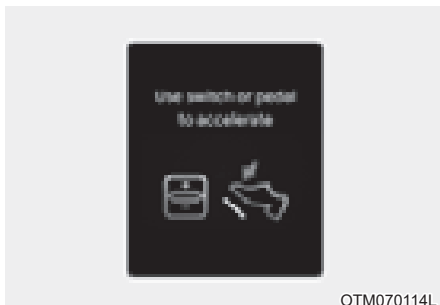 Use switch or pedal
to accelerate
OTM070114L